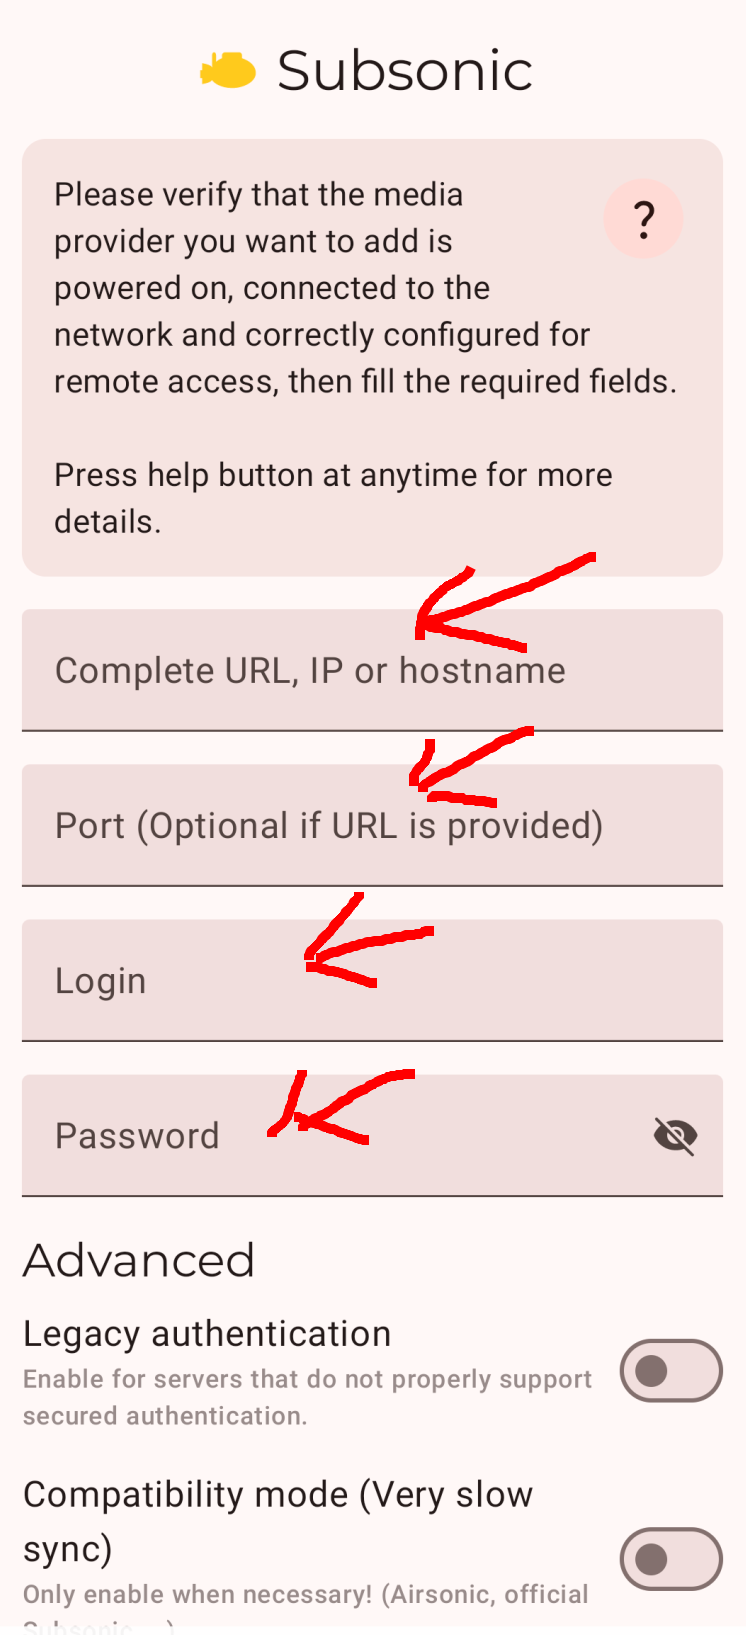 Subsonic
Please verify that the media
provider you want to add is
powered on, connected to the
network and correctly configured for
remote access, then fill the required fields.
Press help button at anytime for more
details.
?
Complete URL, IP or hostname
Port (Optional if URL is provided)
Login
Password
Advanced
Legacy authentication
Enable for servers that do not properly support
secured authentication.
Compatibility mode (Very slow
sync)
Only enable when necessary! (Airsonic, official
Subsonic, ...)